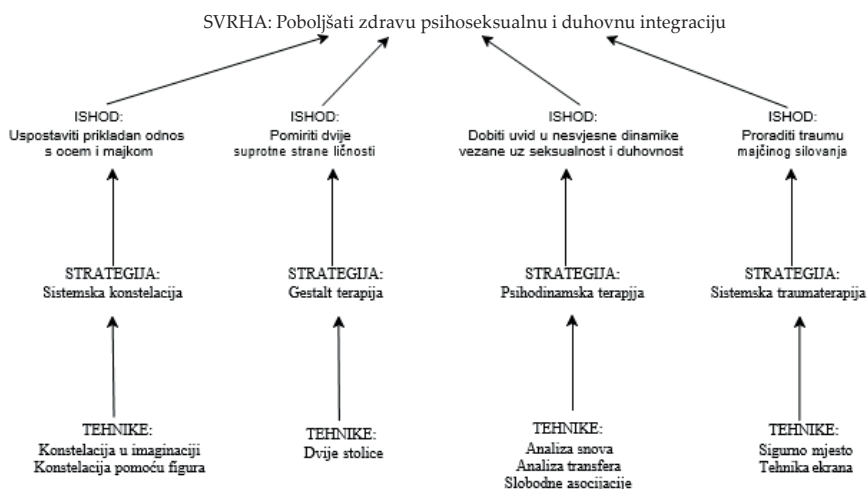 SVRHA: Poboljšati zdravu psihoseksualnu i duhovnu integraciju
ISHOD:
Uspostaviti prikladan odnos
s ocem i majkom
ISHOD:
Pomiriti dvije
suprotne strane ličnosti
ISHOD:
Dobiti uvid u nesvjesne dinamike
vezane uz seksualnost i duhovnost
ISHOD:
Proraditi traumu
majčinog silovanja
STRATEGIJA:
Sistemska konstelacija
STRATEGIJA:
Gestalt terapija
STRATEGIJA:
Psihodinamska terapjja
STRATEGIJA:
Sistemska traumaterapija
TEHNIKE:
Konstelacija u imaginaciji
Konstelacija pomoću figura
TEHNIKE:
Dvije stolice
TEHNIKE:
Analiza snova
Analiza transfera
Slobodne asocijacije
TEHNIKE:
Sigurno mjesto
Tehnika ekrana